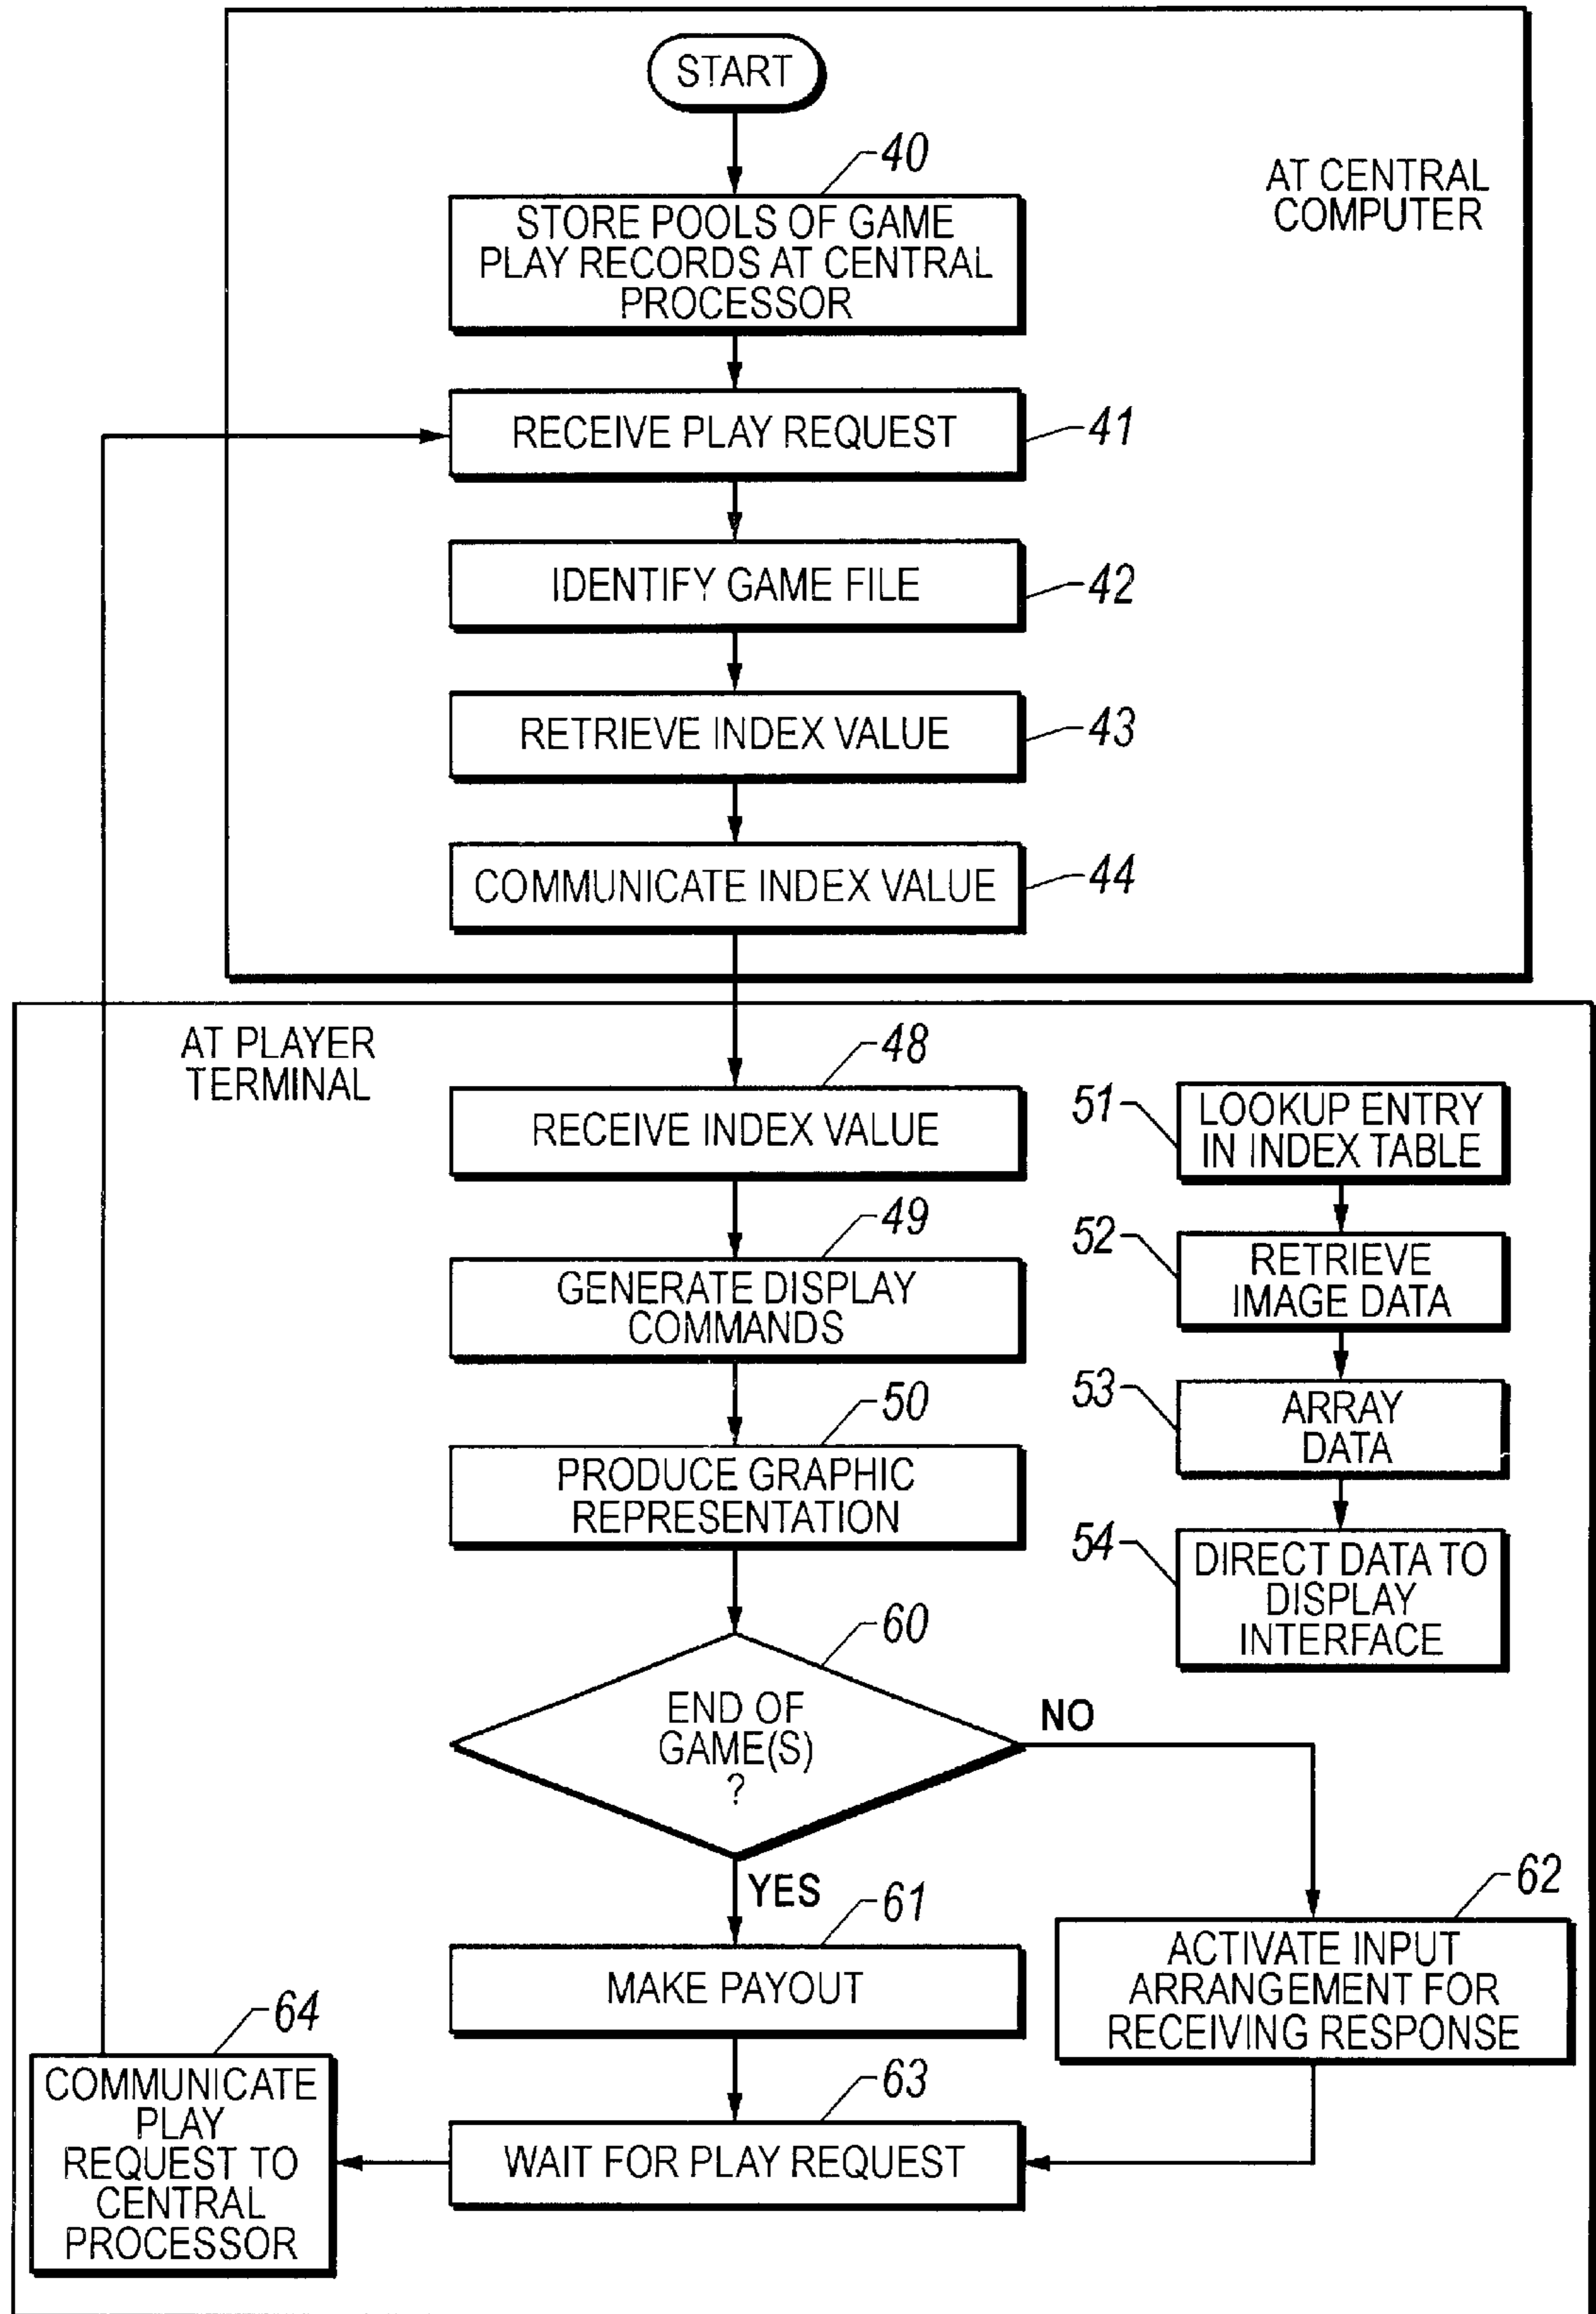 START
40
STORE POOLS OF GAME
PLAY RECORDS AT CENTRAL
PROCESSOR
AT CENTRAL
COMPUTER
RECEIVE PLAY REQUEST
41
IDENTIFY GAME FILE
42
RETRIEVE INDEX VALUE
43
COMMUNICATE INDEX VALUE
44
AT PLAYER
TERMINAL
48
RECEIVE INDEX VALUE
49
GENERATE DISPLAY
COMMANDS
50
PRODUCE GRAPHIC
REPRESENTATION
51
LOOKUP ENTRY
IN INDEX TABLE
52
RETRIEVE
IMAGE DATA
53
ARRAY
DATA
54
DIRECT DATA TO
DISPLAY
INTERFACE
60
END OF
GAME(S)
?
NO
YES
61
MAKE PAYOUT
62
ACTIVATE INPUT
ARRANGEMENT FOR
RECEIVING RESPONSE
63
WAIT FOR PLAY REQUEST
64
COMMUNICATE
PLAY
REQUEST TO
CENTRAL
PROCESSOR